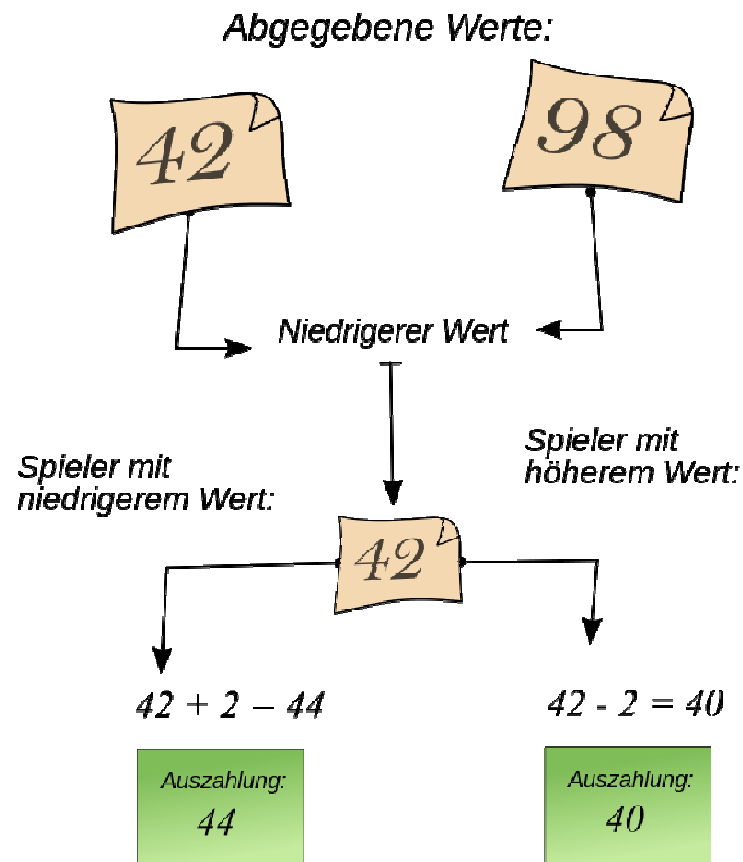 Abgegebene Werte:
42
98
Niedrigerer Wert
Spieler mit
niedrigerem Wert:
Spieler mit
höherem Wert:
42
42 + 2 – 44
42 - 2 = 40
Auszahlung:
44
Auszahlung:
40